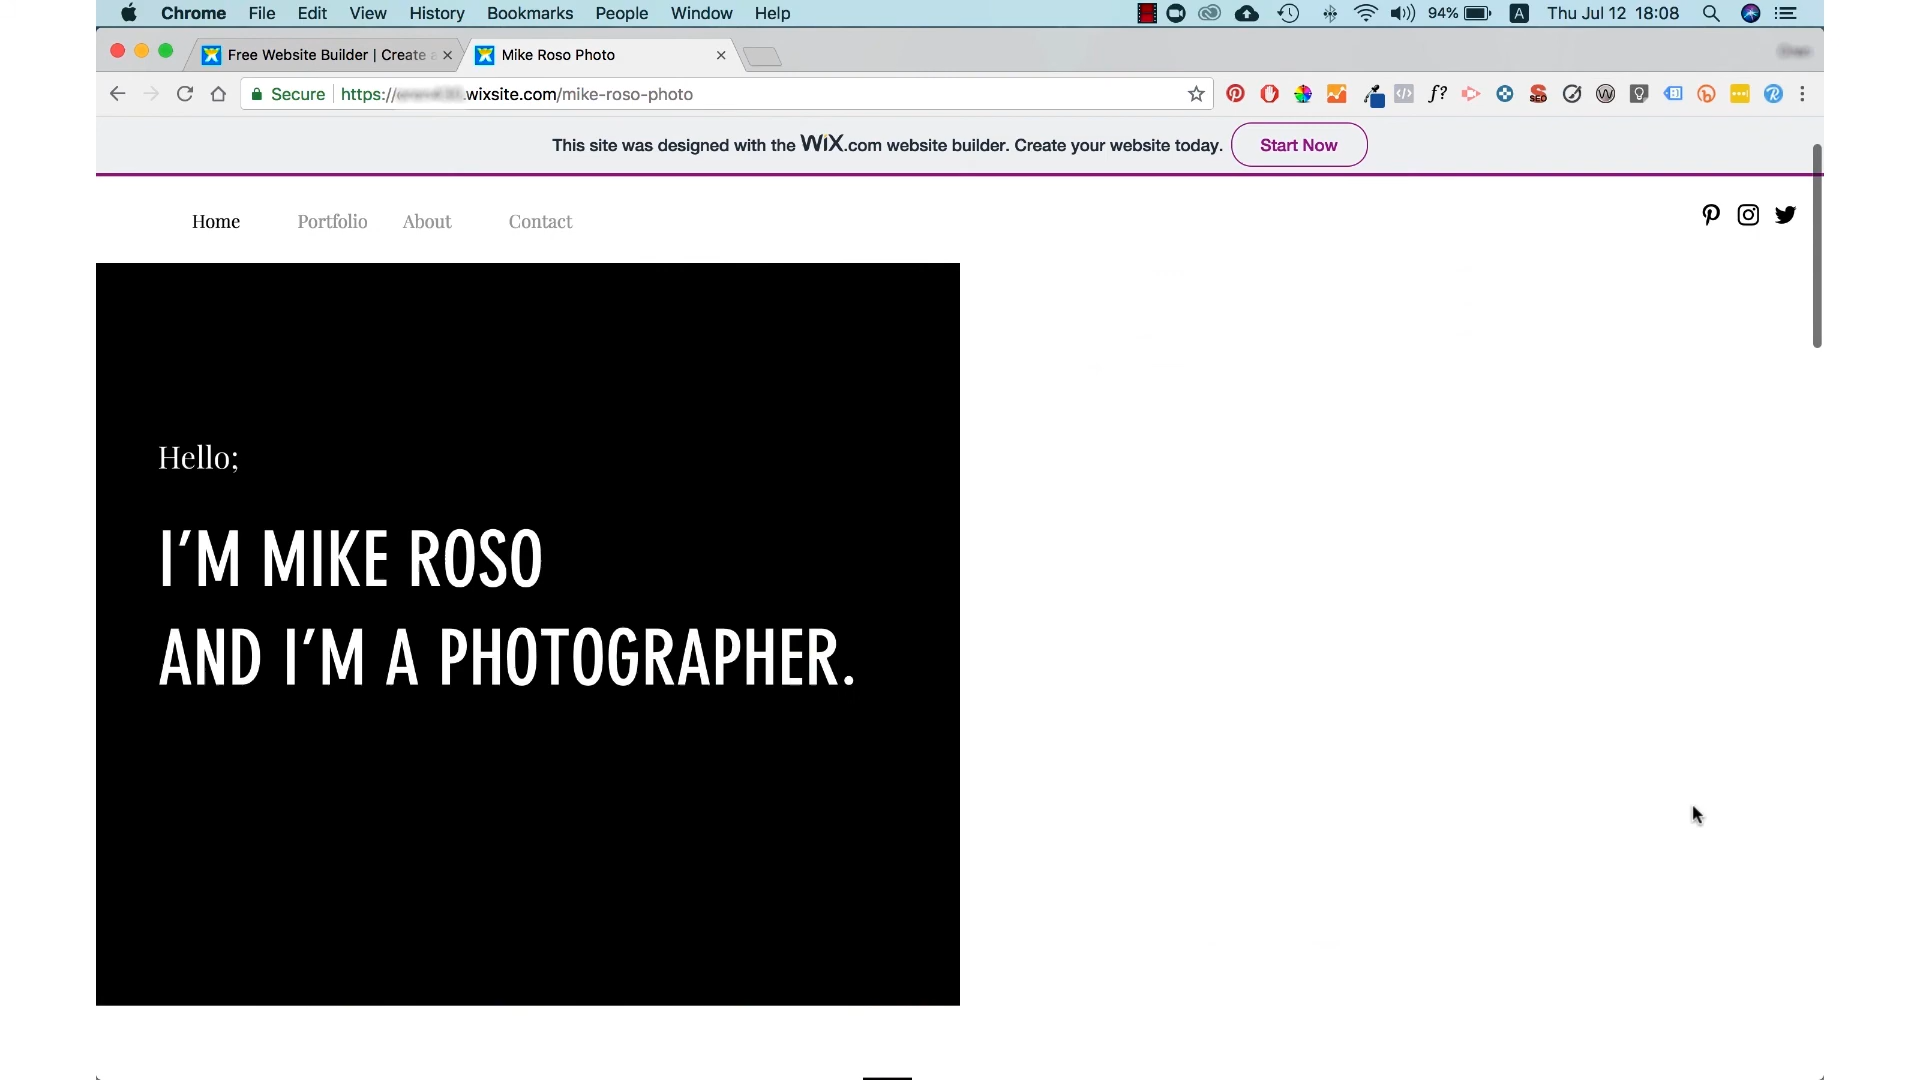 Chrome File Edit View History Bookmarks People Window Help 94% A Thu Jul 12 18:08
Free Website Builder | Create
Mike Roso Photo
Secure
https://
.wixsite.com/mike-roso-photo
f?
SEO
This site was designed with the WiX.com website builder. Create your website today.
Start Now
Home Portfolio About Contact
Hello;
I’M MIKE ROSO
AND I’M A PHOTOGRAPHER.